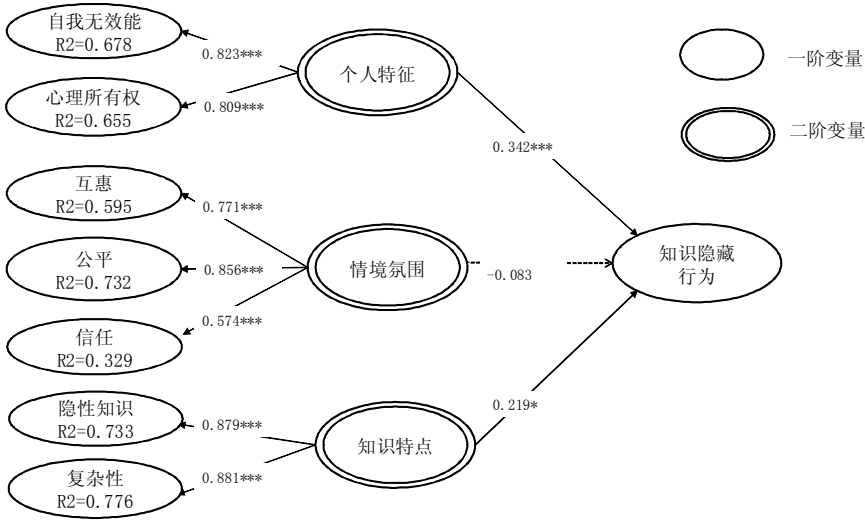 自我无效能
R2=0.678
0.823***
心理所有权
R2=0.655
0.809***
个人特征
一阶变量
二阶变量
0.342***
互惠
R2=0.595
0.771***
公平
R2=0.732
0.856***
情境氛围
-0.083
知识隐藏
行为
信任
R2=0.329
0.574***
隐性知识
R2=0.733
0.879***
知识特点
0.219*
复杂性
R2=0.776
0.881***